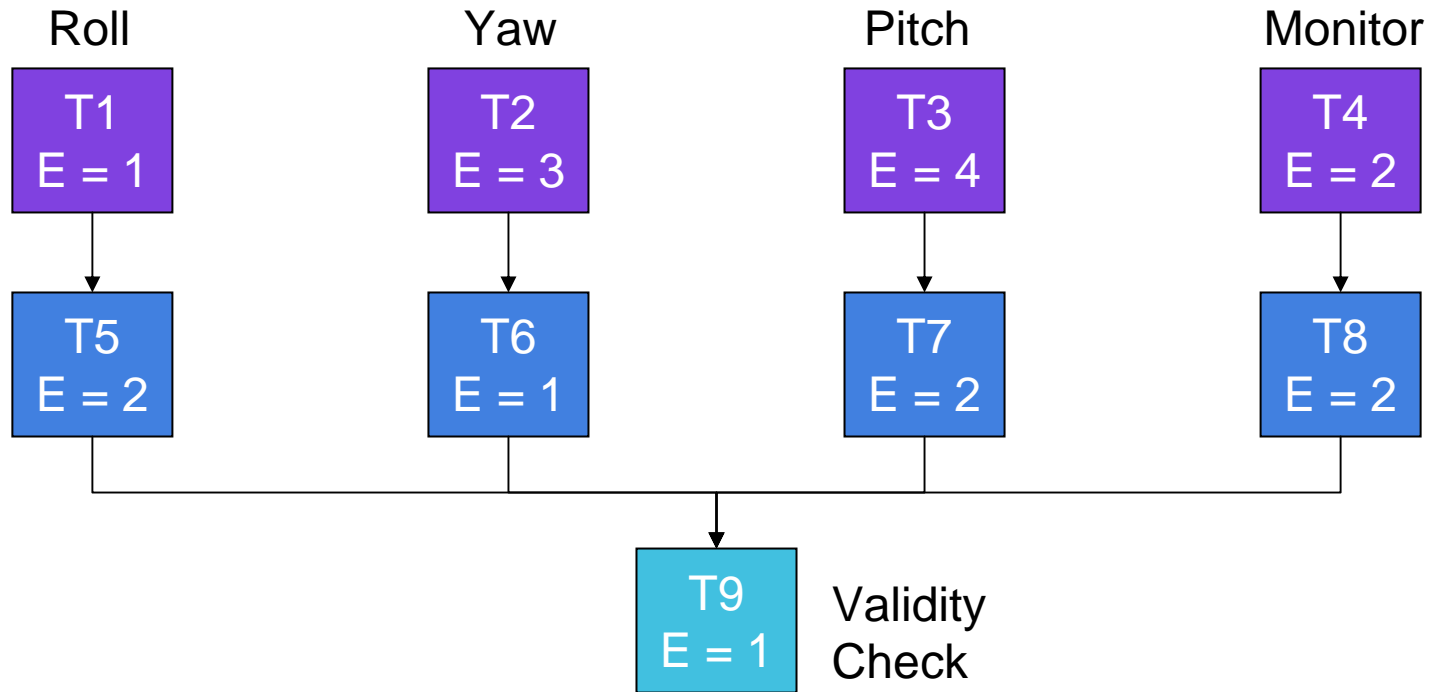 Roll
Yaw
Pitch
Monitor
T1
E = 1
T2
E = 3
T3
E = 4
T4
E = 2
T5
E = 2
T6
E = 1
T7
E = 2
T8
E = 2
T9
E = 1
Validity
Check